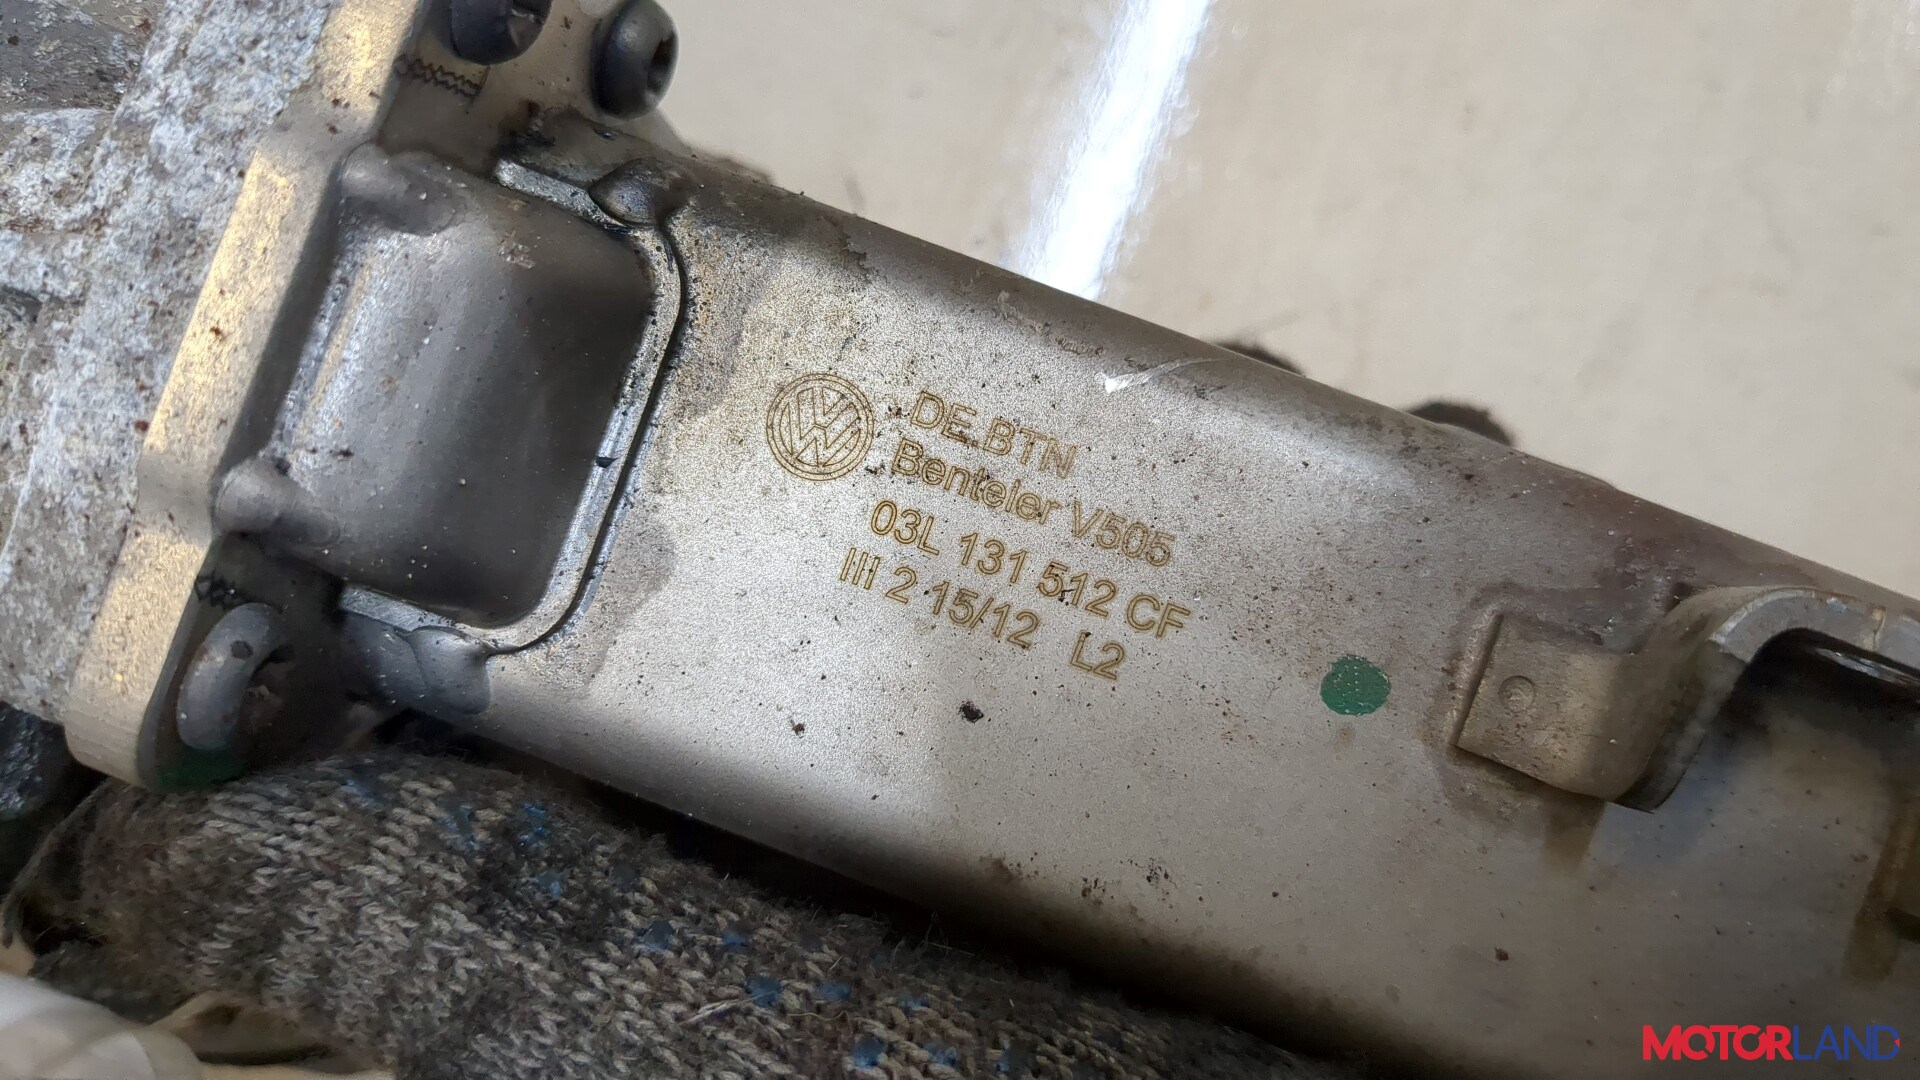 DE.BTN
Benteler V505
03L 131 512 CF
III 2 15/12 L2
MOTORLAND